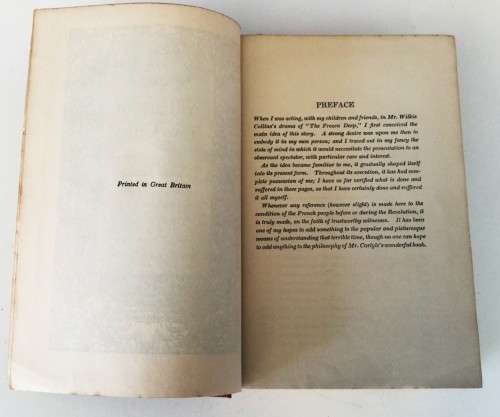 Printed in Great Britain
PREFACE
When I was acting, with my children and friends, in Mr. Wilkie
Collins's drama of "The Frozen Deep," I first conceived the
main idea of this story. A strong desire was upon me then to
embody it in my own person; and I traced out in my fancy the
state of mind in which it would necessitate the presentation to an
observant spectator, with particular care and interest.
As the idea became familiar to me, it gradually shaped itself
into its present form. Throughout its execution, it has had com-
plete possession of me; I have so far verified what is done and
suffered in these pages, as that I have certainly done and suffered
it all myself.
Whenever any reference (however slight) is made here to the
condition of the French people before or during the Revolution, it
is truly made, on the faith of trustworthy witnesses. It has been
one of my hopes to add something to the popular and picturesque
means of understanding that terrible time, though no one can hope
to add anything to the philosophy of Mr. Carlyle's wonderful book.